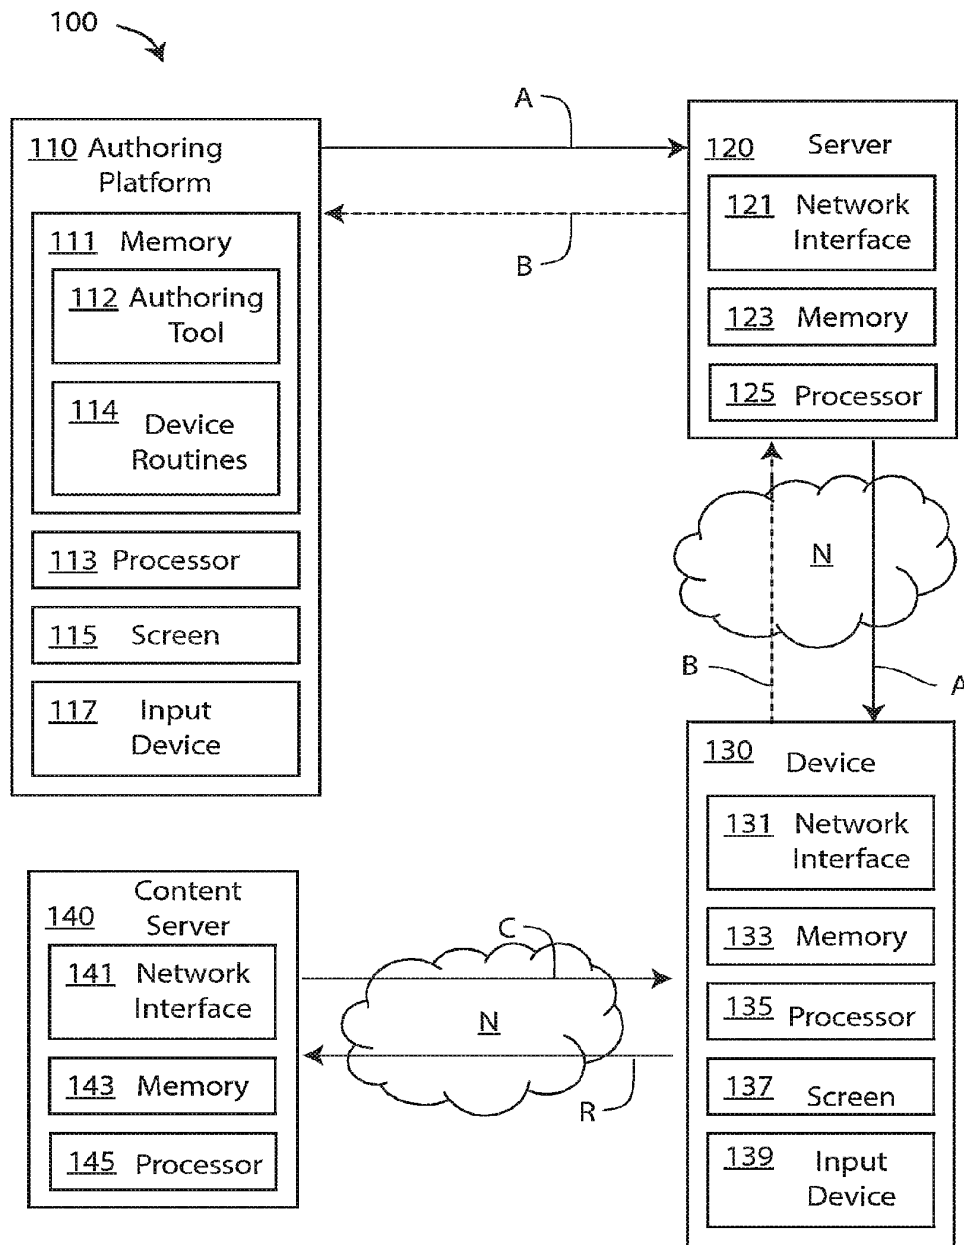 100
A
110 Authoring
Platform
111 Memory
112 Authoring
Tool
114 Device
Routines
113 Processor
115 Screen
117 Input
Device
B
120 Server
121 Network
Interface
123 Memory
125 Processor
N
B
A
130 Device
131 Network
Interface
133 Memory
135 Processor
137 Screen
139 Input
Device
140 Content
Server
141 Network
Interface
143 Memory
145 Processor
C
N
R